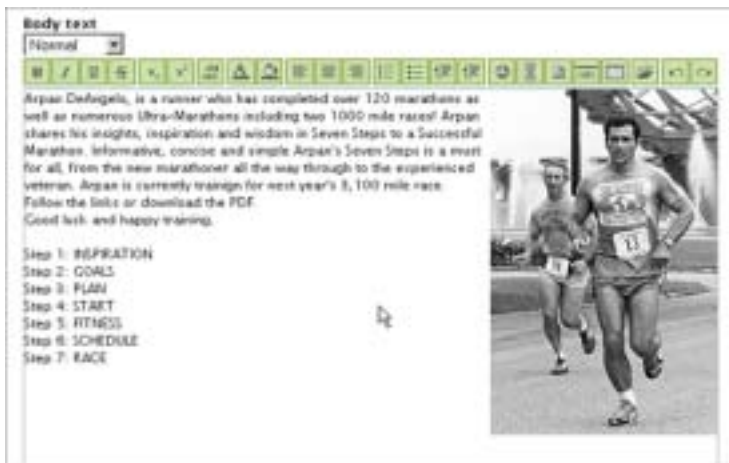 Body text
Normal
Arpan DeAngelo, is a runner who has completed over 120 marathons as
well as numerous Ultra-Marathons including two 1000 mile races! Arpan
shares his insights, inspiration and wisdom in Seven Steps to a Successful
Marathon. Informative, concise and simple Arpan's Seven Steps is a must
for all, from the new marathoner all the way through to the experienced
veteran. Arpan is currently trainign for next year's 3,100 mile race.
Follow the links or download the PDF.
Good luck and happy training.
Step 1: INSPIRATION
Step 2: GOALS
Step 3: PLAN
Step 4: START
Step 5: FITNESS
Step 6: SCHEDULE
Step 7: RACE